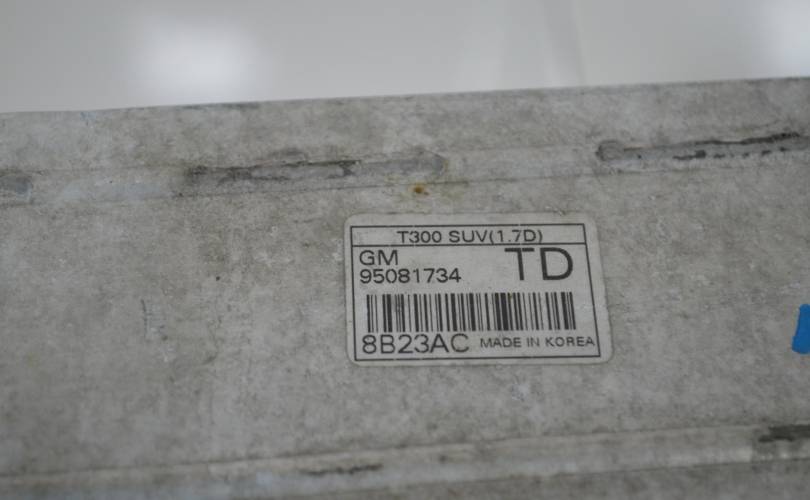 T300 SUV(1.7D)
GM TD
95081734
8B23AC MADE IN KOREA